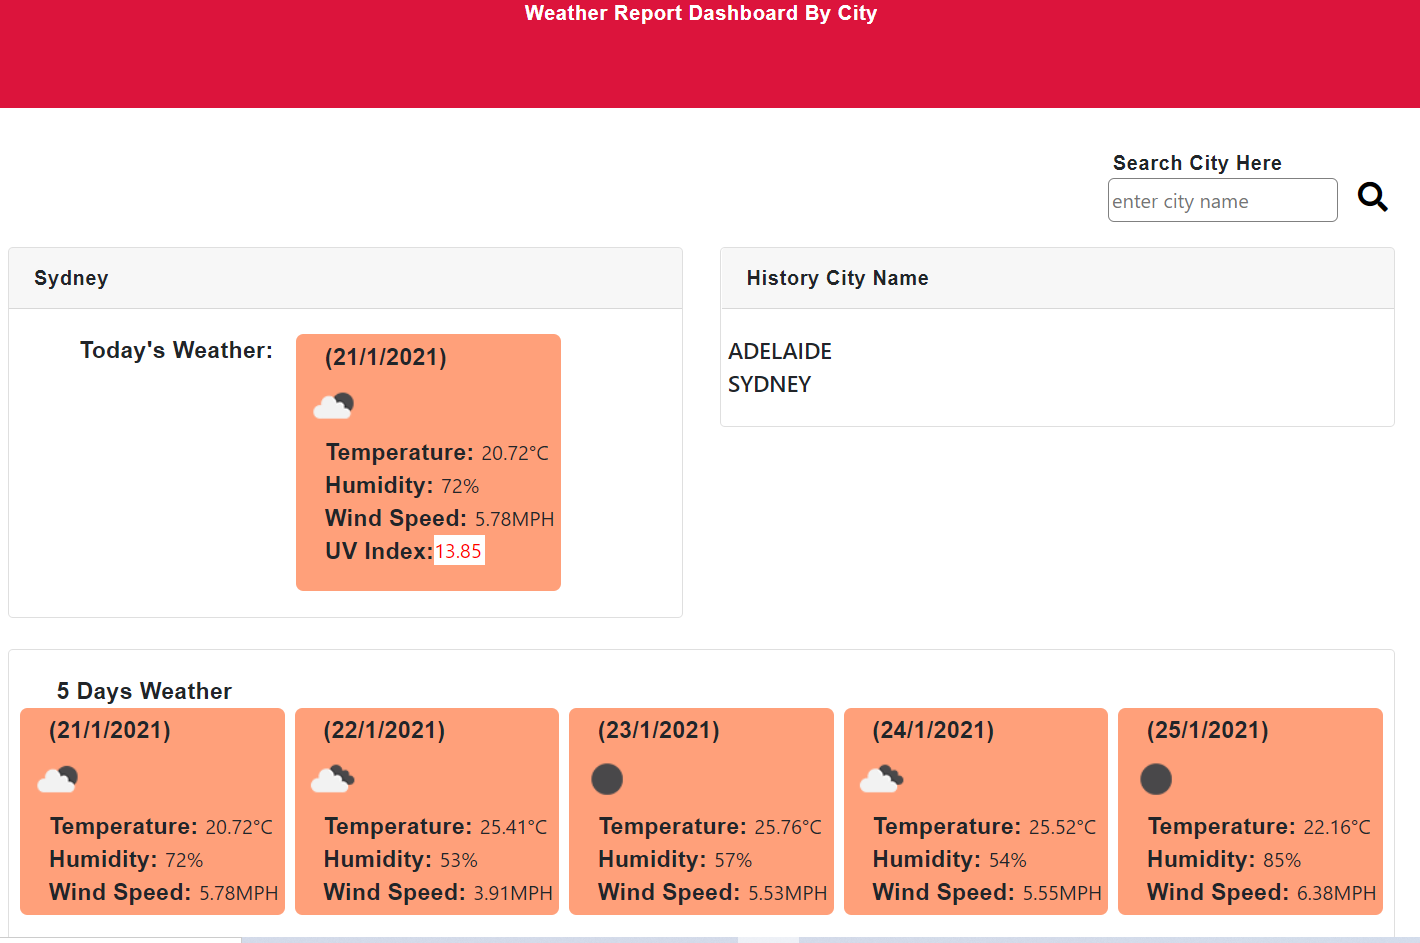 Weather Report Dashboard By City
Search City Here
enter city name
Sydney
Today's Weather:
(21/1/2021)
Temperature: 20.72°C
Humidity: 72%
Wind Speed: 5.78MPH
UV Index:13.85
History City Name
ADELAIDE
SYDNEY
5 Days Weather
(21/1/2021)
Temperature: 20.72°C
Humidity: 72%
Wind Speed: 5.78MPH
(22/1/2021)
Temperature: 25.41°C
Humidity: 53%
Wind Speed: 3.91MPH
(23/1/2021)
Temperature: 25.76°C
Humidity: 57%
Wind Speed: 5.53MPH
(24/1/2021)
Temperature: 25.52°C
Humidity: 54%
Wind Speed: 5.55MPH
(25/1/2021)
Temperature: 22.16°C
Humidity: 85%
Wind Speed: 6.38MPH